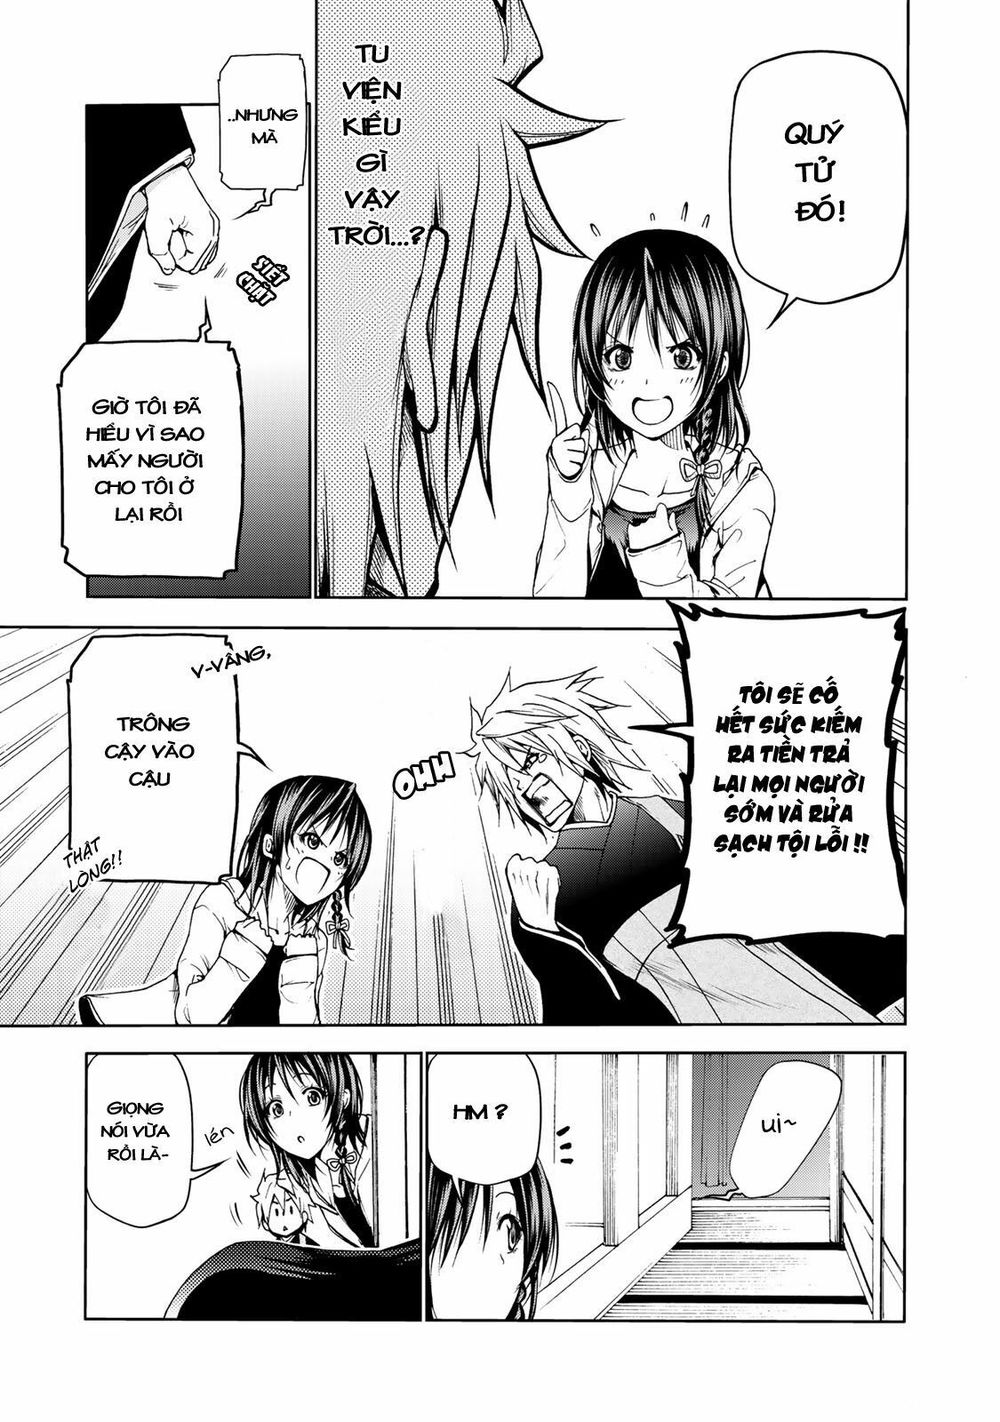 QUÝ
TỬ
ĐÓ!
TU
VIỆN
KIỀU
GÌ
VẬY
TRỜI...?
..NHƯNG
MÀ
SIẾT
CHẶT
GIỜ TÔI ĐÃ
HIỀU VÌ SAO
MẤY NGƯỜI
CHO TÔI Ở
LẠI RỒI
TÔI SẼ CỐ
HẾT SỨC KIẾM
RA TIỀN TRẢ
LẠI MỌI NGƯỜI
SỚM VÀ RỬA
SẠCH TỘI LỖI !!
OHH
V-VÂNG,
TRÔNG
CẬY VÀO
CẬU
THẬT
LÒNG!!
ui~
HM ?
GIỌNG
NÓI VỪA
RỒI LÀ-
lén